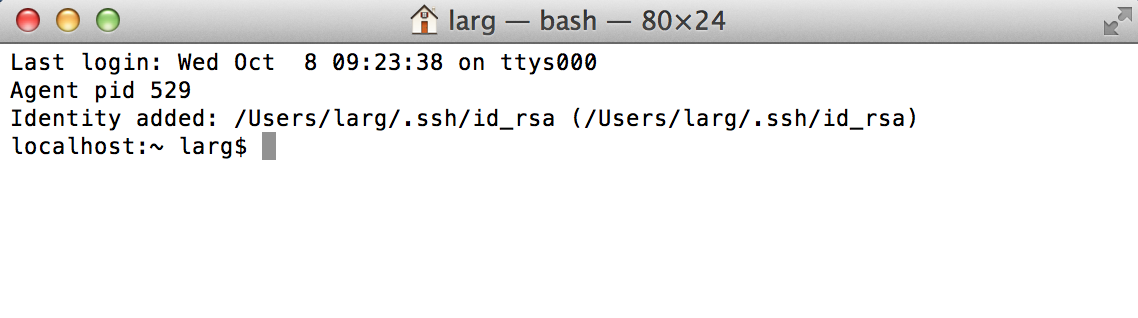 larg — bash — 80×24
Last login: Wed Oct  8 09:23:38 on ttys000
Agent pid 529
Identity added: /Users/larg/.ssh/id_rsa (/Users/larg/.ssh/id_rsa)
localhost:~ larg$